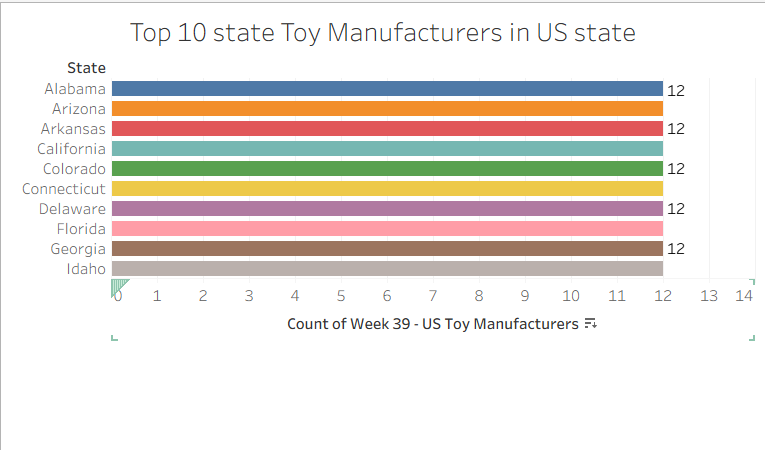 Top 10 state Toy Manufacturers in US state
State
Alabama 12
Arizona
Arkansas 12
California
Colorado 12
Connecticut
Delaware 12
Florida
Georgia 12
Idaho
0 1 2 3 4 5 6 7 8 9 10 11 12 13 14
Count of Week 39 - US Toy Manufacturers